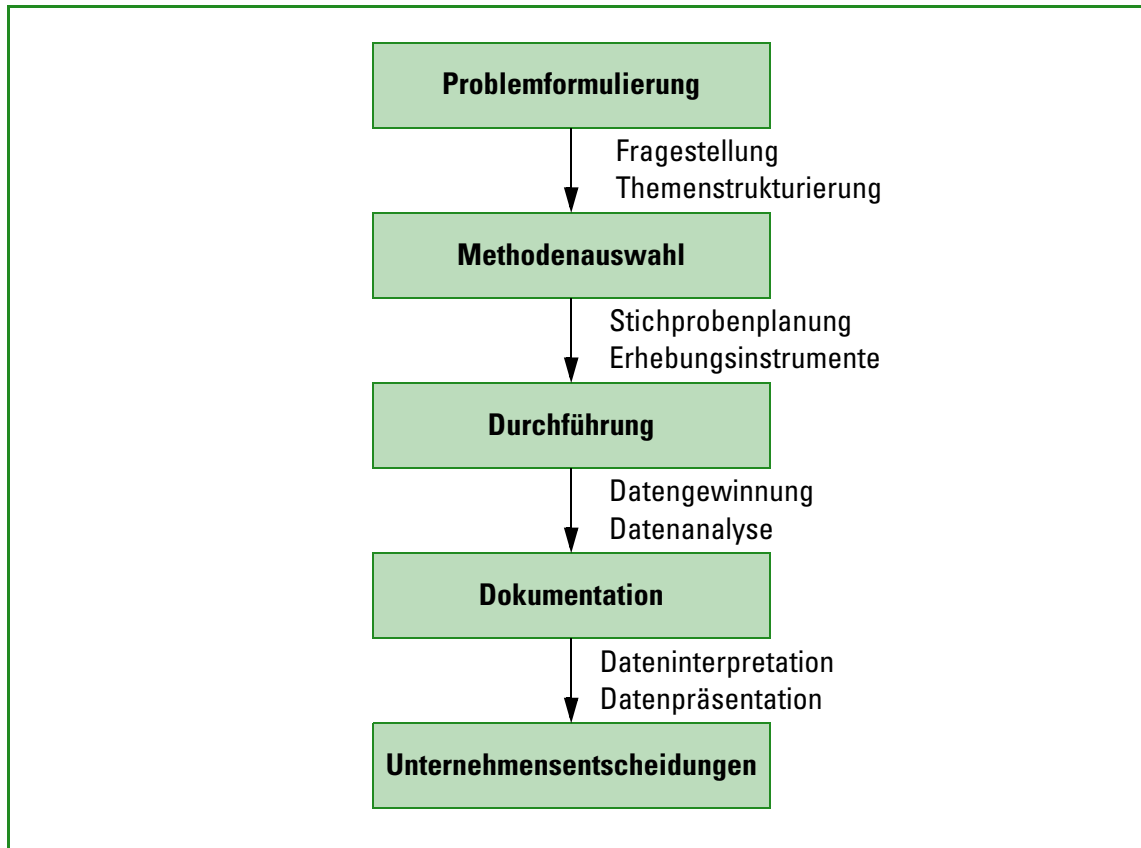 Problemformulierung
Fragestellung
Themenstrukturierung
Methodenauswahl
Stichprobenplanung
Erhebungsinstrumente
Durchführung
Datengewinnung
Datenanalyse
Dokumentation
Dateninterpretation
Datenpräsentation
Unternehmensentscheidungen